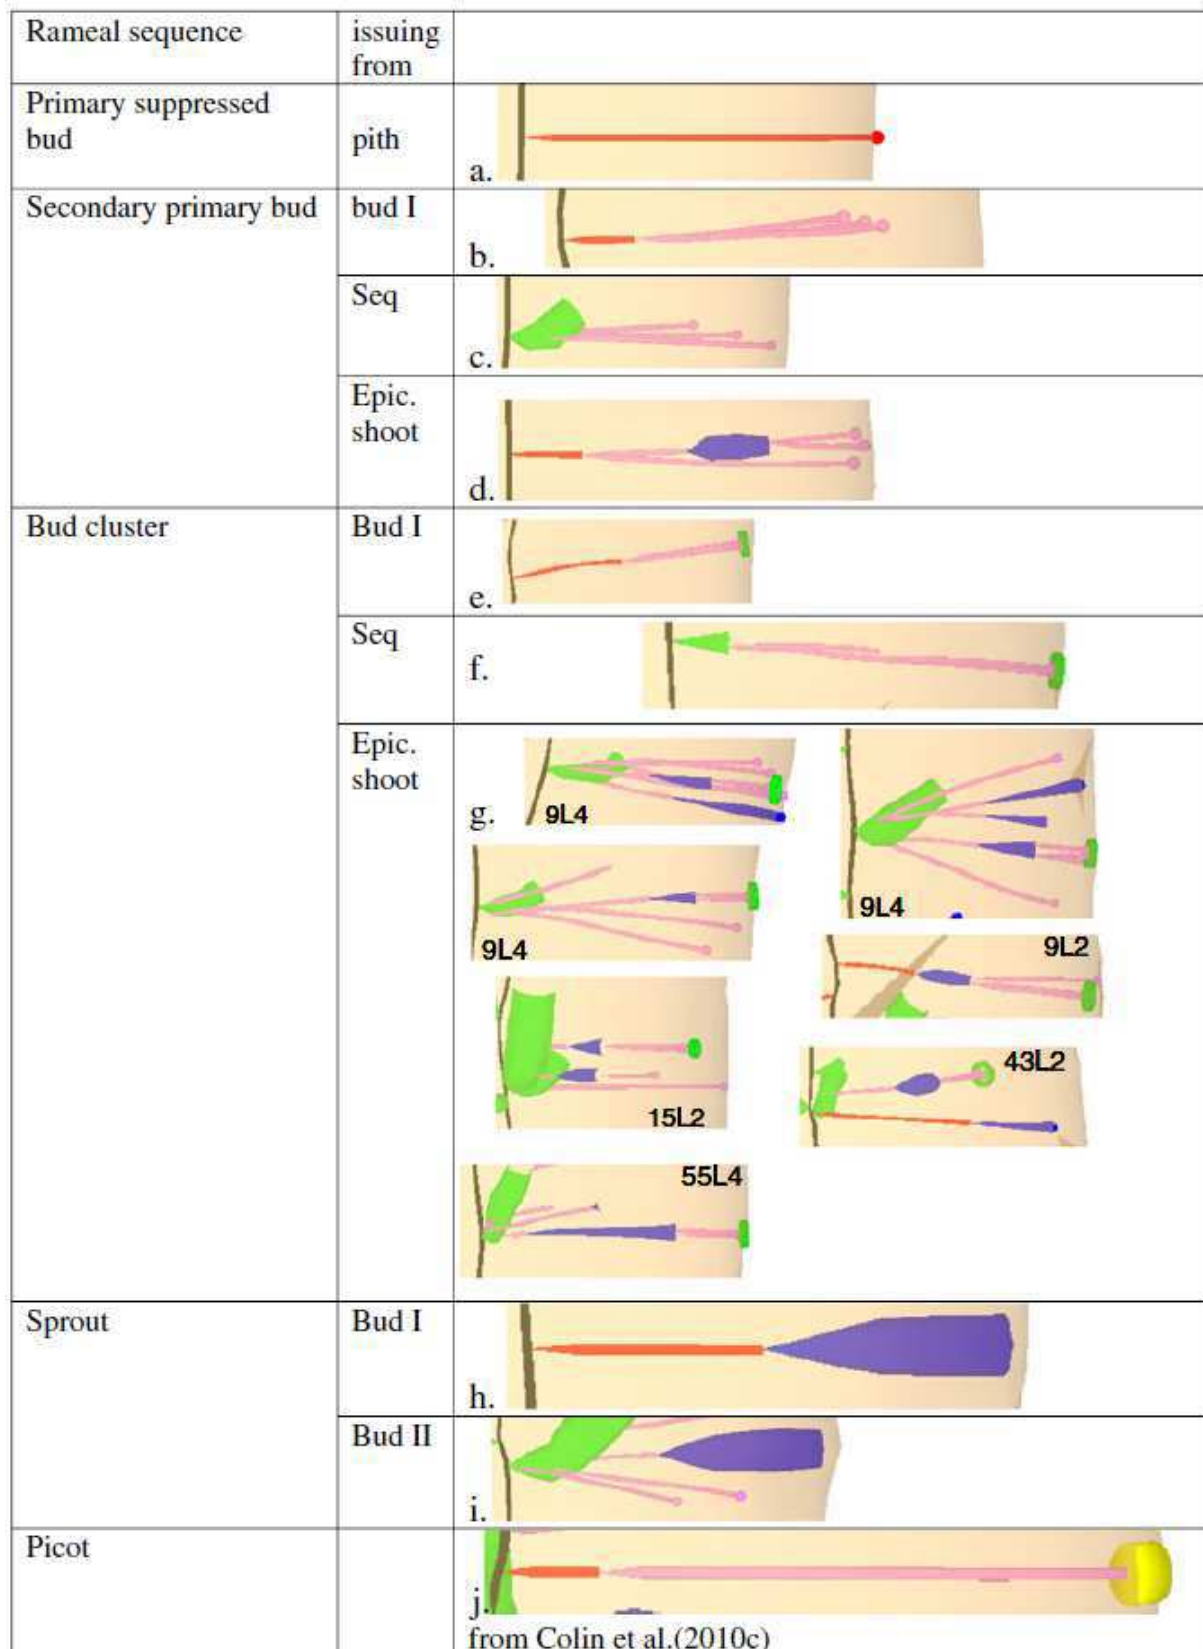 Rameal sequence
issuing
from
Primary suppressed
bud
pith
a.
Secondary primary bud
bud I
b.
Seq
c.
Epic.
shoot
d.
Bud cluster
Bud I
e.
Seq
f.
Epic.
shoot
g.
9L4
9L4
9L4
9L2
15L2
43L2
55L4
Sprout
Bud I
h.
Bud II
i.
Picot
j.
from Colin et al.(2010c)